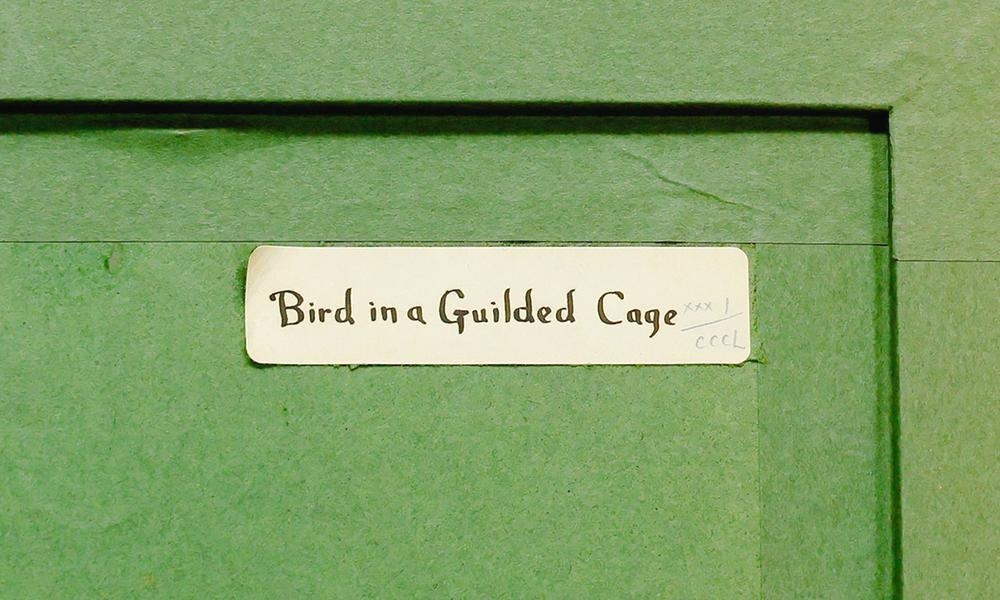 Bird in a Guilded Cage
xxx I
CCCL